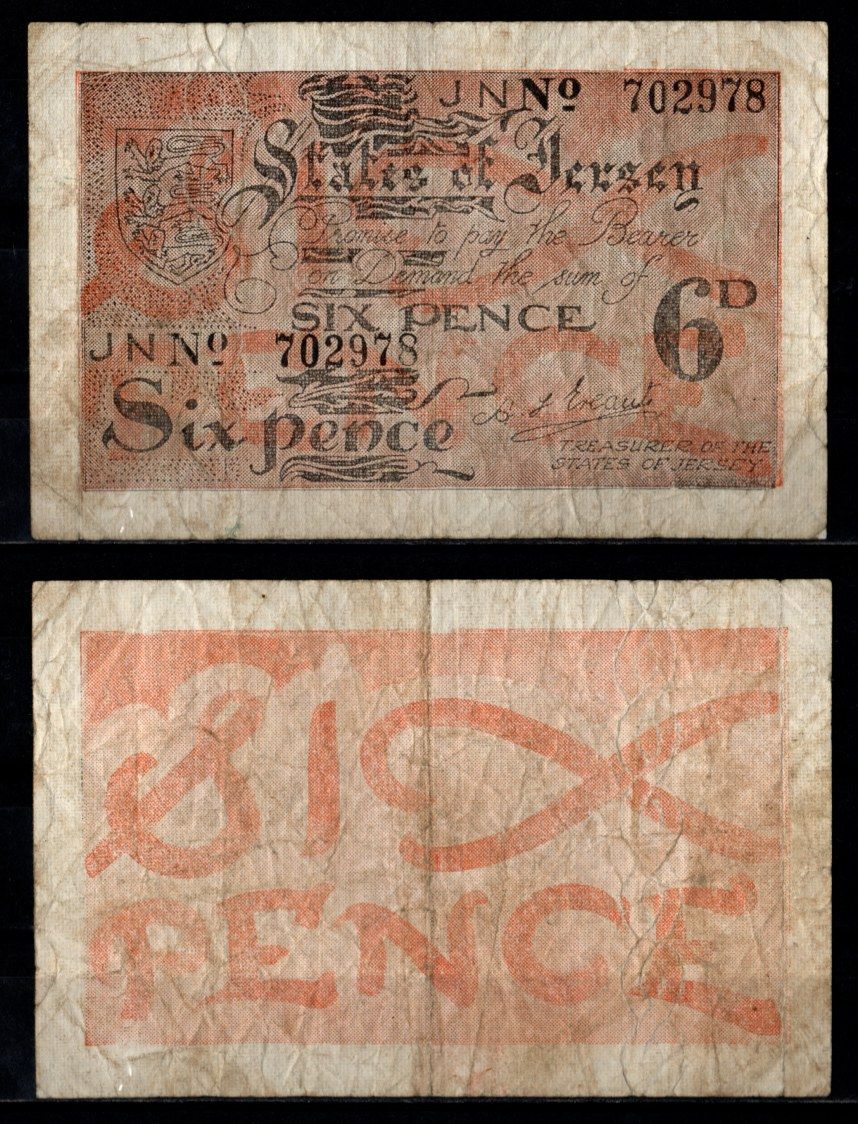 JN No 702978
States of Jersey
Promise to pay the Bearer
on Demand the sum of
SIX PENCE
6D
JN No 702978
Six pence
TREASURER OF THE
STATES OF JERSEY
SIX
PENCE